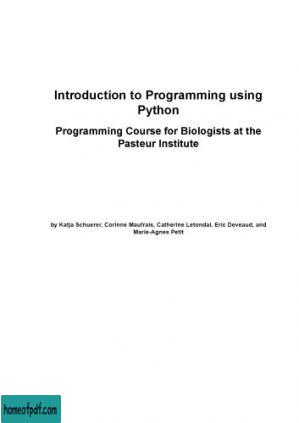 Introduction to Programming using
Python
Programming Course for Biologists at the
Pasteur Institute
by Katja Schuerer, Corinne Maufrais, Catherine Letondal, Eric Deveaud, and
Marie-Agnes Petit
homeofpdf.com